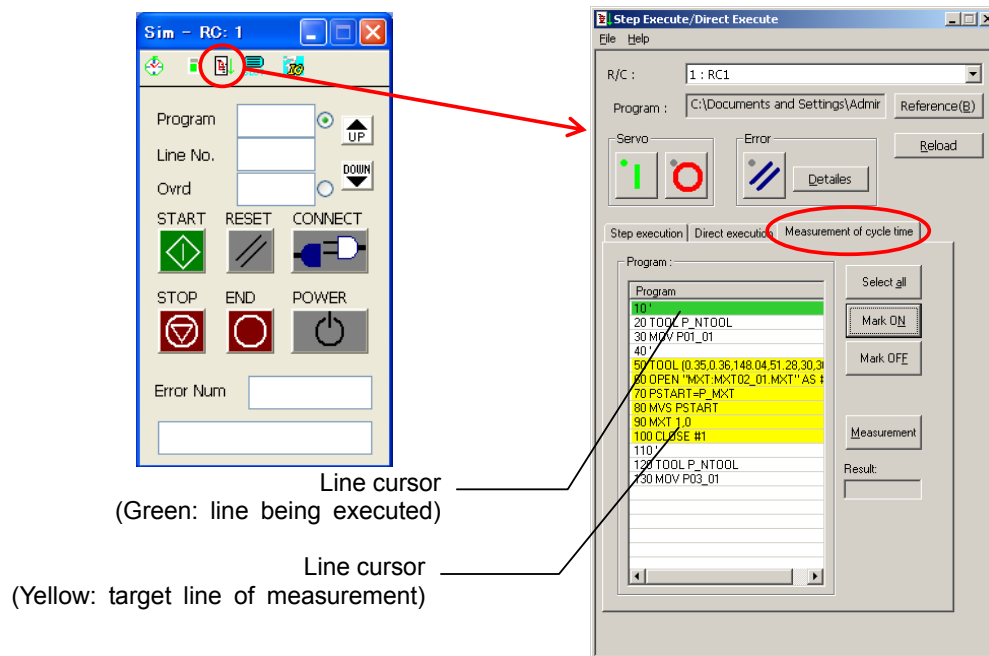 Sim - RC: 1
Program
UP
Line No.
DOWN
Ovrd
START RESET CONNECT
STOP END POWER
Error Num
Line cursor
(Green: line being executed)
Line cursor
(Yellow: target line of measurement)
Step Execute/Direct Execute
File Help
R/C : 1 : RC1
Program : C:\Documents and Settings\Admir Reference(B)
Servo Error Reload
Detailes
Step execution Direct execution Measurement of cycle time
Program :
Program
10 '
20 TOOL P_NTOOL
30 MOV P01_01
40 '
50 TOOL (0.35,0.36,148.04,51.28,30,30
60 OPEN "MXT:MXT02_01.MXT" AS #
70 PSTART=P_MXT
80 MVS PSTART
90 MXT 1,0
100 CLOSE #1
110 '
120 TOOL P_NTOOL
130 MOV P03_01
Select all
Mark ON
Mark OFF
Measurement
Result: